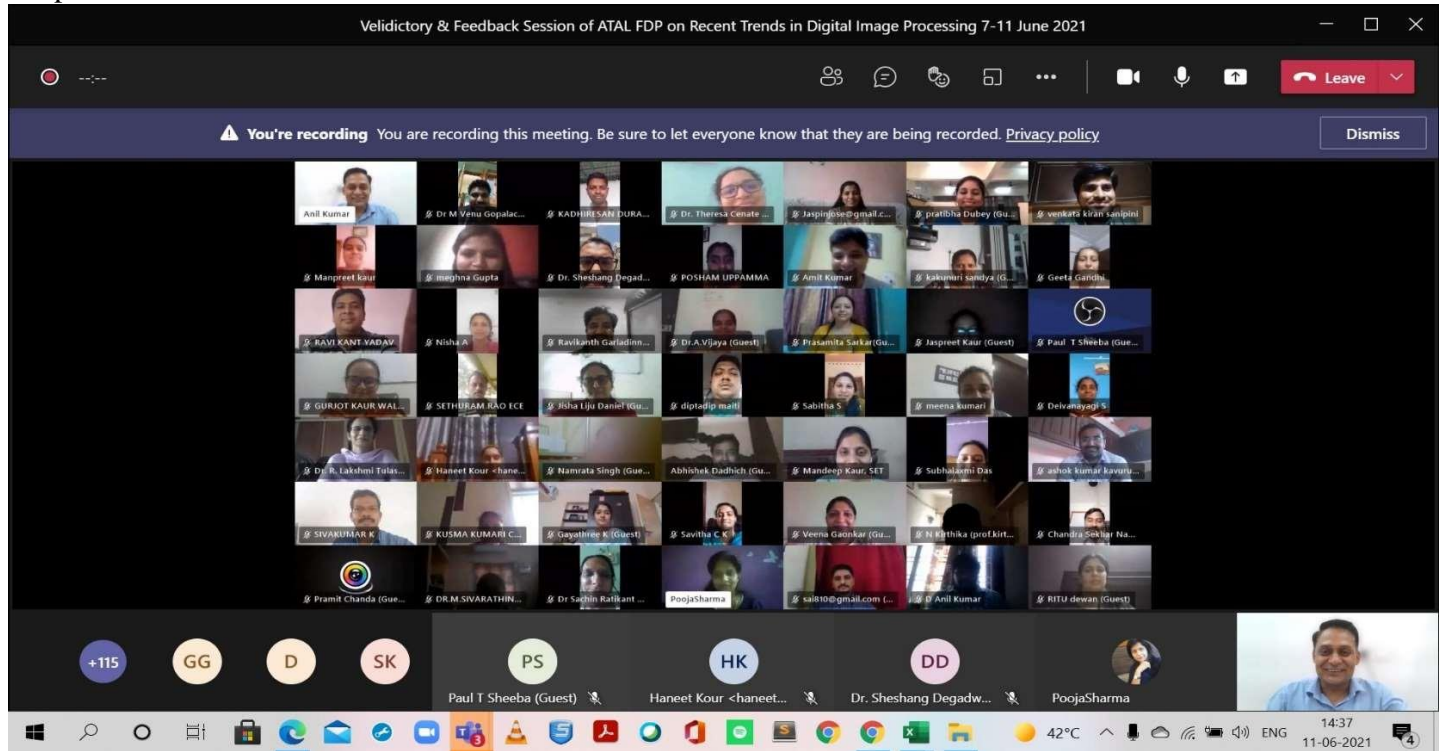 Velidictory & Feedback Session of ATAL FDP on Recent Trends in Digital Image Processing 7-11 June 2021
--:--
Leave
You're recording You are recording this meeting. Be sure to let everyone know that they are being recorded. Privacy policy
Dismiss
Anil Kumar Dr M Venu Gopalac... KADHIRESAN DURA... Dr. Theresa Cenate ... Jaspinjose@gmail.c... pratibha Dubey (Gu... venkata kiran sanipini
Manpreet kaur meghna Gupta Dr. Sheshang Degad... POSHAM UPPAMMA Amit Kumar kakunuri sandya (G... Geeta Gandhi
RAVI KANT YADAV Nisha A Ravikanth Garladinn... Dr.A.Vijaya (Guest) Prasamita Sarkar(Gu... Jaspreet Kaur (Guest) Paul T Sheeba (Gue...
GURJOT KAUR WAL... SETHURAM RAO ECE Jisha Liju Daniel (Gu... diptadip maiti Sabitha S meena kumari Deivanayagi S
Dr. R. Lakshmi Tulas... Haneet Kour <hane... Namrata Singh (Gue... Abhishek Dadhich (Gu... Mandeep Kaur, SET Subhalaxmi Das ashok kumar kavuru...
SIVAKUMAR K KUSMA KUMARI C... Gayathree K (Guest) Savitha C K Veena Gaonkar (Gu... N Kirthika (prof.kirt... Chandra Sekhar Na...
Pramit Chanda (Gue... DR.M.SIVARATHIN... Dr Sachin Ratikant ... PoojaSharma sai810@gmail.com (... D Anil Kumar RITU dewan (Guest)
+115 GG D SK PS HK DD
Paul T Sheeba (Guest) Haneet Kour <haneet... Dr. Sheshang Degadw... PoojaSharma
42°C ENG 14:37
11-06-2021 4